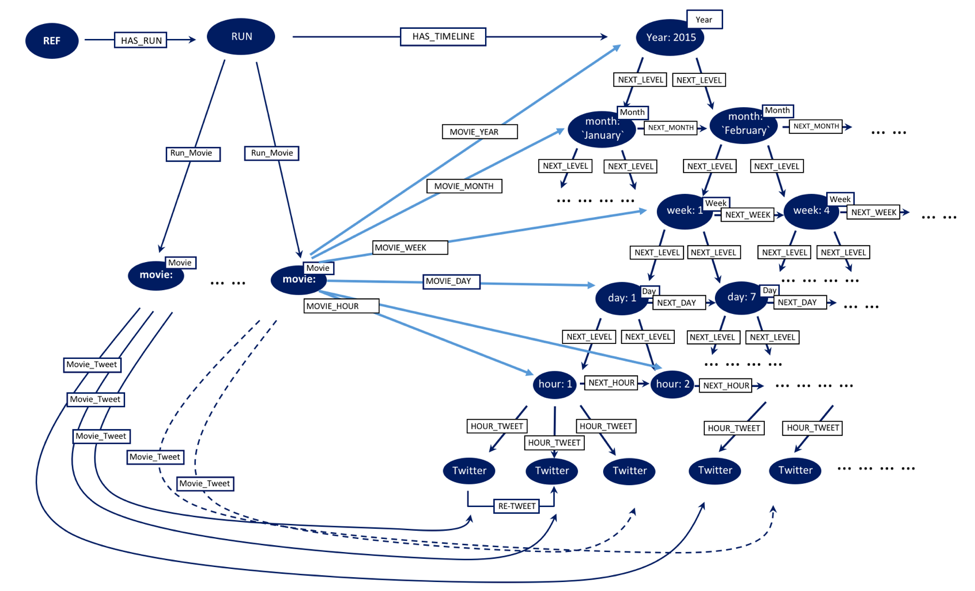 Year
REF
HAS_RUN
RUN
HAS_TIMELINE
Year: 2015
NEXT_LEVEL
NEXT_LEVEL
Month
Month
month:
`January`
NEXT_MONTH
month:
`February`
NEXT_MONTH
... ...
MOVIE_YEAR
Run_Movie
Run_Movie
NEXT_LEVEL
NEXT_LEVEL
NEXT_LEVEL
NEXT_LEVEL
MOVIE_MONTH
... ... ...
week: 1
Week
NEXT_WEEK
week: 4
Week
NEXT_WEEK
... ...
MOVIE_WEEK
NEXT_LEVEL
NEXT_LEVEL
NEXT_LEVEL
NEXT_LEVEL
Movie
movie:
... ...
Movie
movie:
MOVIE_DAY
... ... ... ...
day: 1
Day
NEXT_DAY
day: 7
Day
NEXT_DAY
... ...
MOVIE_HOUR
NEXT_LEVEL
NEXT_LEVEL
NEXT_LEVEL
NEXT_LEVEL
Movie_Tweet
... ... ... ...
hour: 1
NEXT_HOUR
hour: 2
NEXT_HOUR
... ... ... ...
Movie_Tweet
HOUR_TWEET
HOUR_TWEET
HOUR_TWEET
HOUR_TWEET
HOUR_TWEET
Movie_Tweet
Movie_Tweet
Twitter
Twitter
Twitter
Twitter
Twitter
... ... ... ...
Movie_Tweet
RE-TWEET